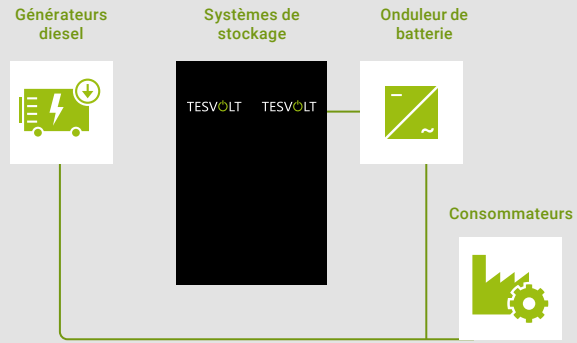 Générateurs
diesel
Systèmes de
stockage
Onduleur de
batterie
TESVOLT TESVOLT
Consommateurs